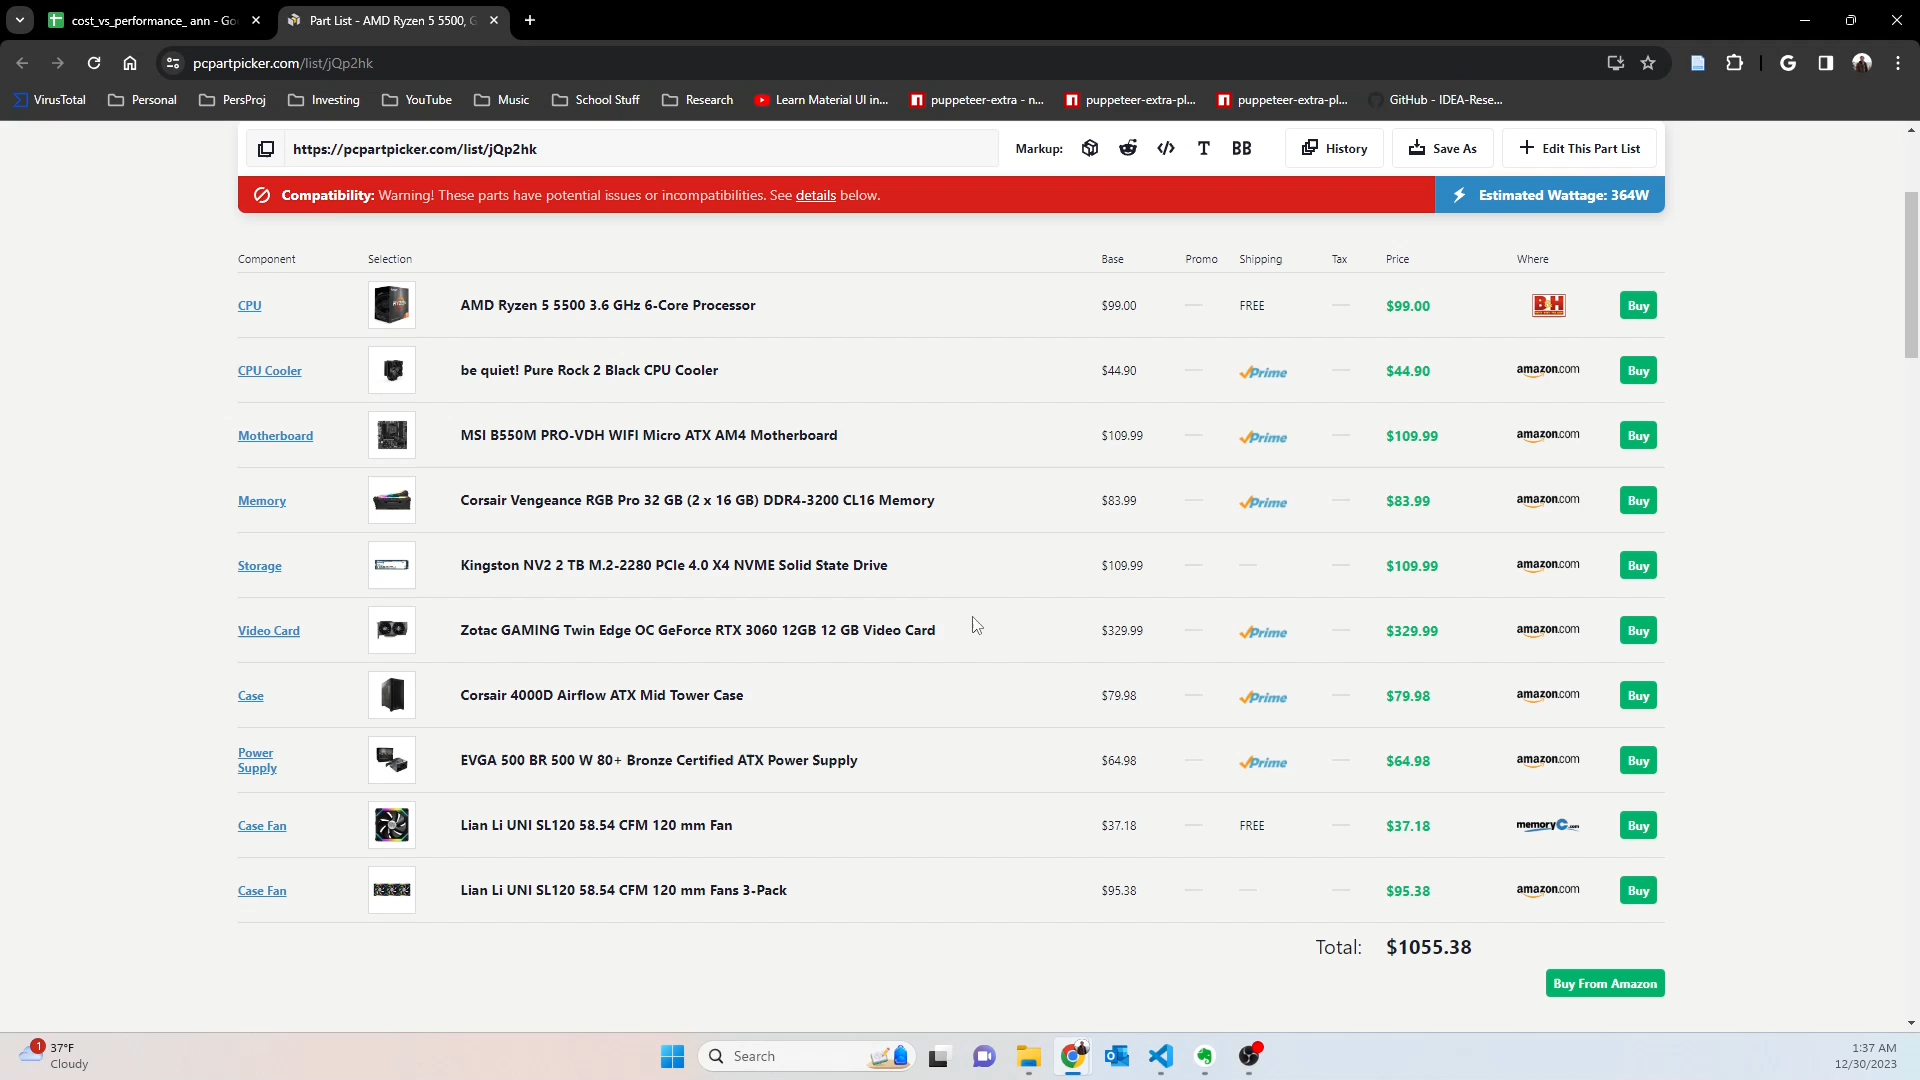 cost_vs_performance_ ann - Go
Part List - AMD Ryzen 5 5500, G
pcpartpicker.com/list/jQp2hk
VirusTotal Personal PersProj Investing YouTube Music School Stuff Research Learn Material UI in... puppeteer-extra - n... puppeteer-extra-pl... puppeteer-extra-pl... GitHub - IDEA-Rese...
https://pcpartpicker.com/list/jQp2hk Markup: T BB History Save As Edit This Part List
Compatibility: Warning! These parts have potential issues or incompatibilities. See details below. Estimated Wattage: 364W
Component Selection Base Promo Shipping Tax Price Where
CPU AMD Ryzen 5 5500 3.6 GHz 6-Core Processor $99.00 — FREE — $99.00 B&H Buy
CPU Cooler be quiet! Pure Rock 2 Black CPU Cooler $44.90 — Prime — $44.90 amazon.com Buy
Motherboard MSI B550M PRO-VDH WIFI Micro ATX AM4 Motherboard $109.99 — Prime — $109.99 amazon.com Buy
Memory Corsair Vengeance RGB Pro 32 GB (2 x 16 GB) DDR4-3200 CL16 Memory $83.99 — Prime — $83.99 amazon.com Buy
Storage Kingston NV2 2 TB M.2-2280 PCIe 4.0 X4 NVME Solid State Drive $109.99 — — — $109.99 amazon.com Buy
Video Card Zotac GAMING Twin Edge OC GeForce RTX 3060 12GB 12 GB Video Card $329.99 — Prime — $329.99 amazon.com Buy
Case Corsair 4000D Airflow ATX Mid Tower Case $79.98 — Prime — $79.98 amazon.com Buy
Power Supply EVGA 500 BR 500 W 80+ Bronze Certified ATX Power Supply $64.98 — Prime — $64.98 amazon.com Buy
Case Fan Lian Li UNI SL120 58.54 CFM 120 mm Fan $37.18 — FREE — $37.18 memoryC.com Buy
Case Fan Lian Li UNI SL120 58.54 CFM 120 mm Fans 3-Pack $95.38 — — — $95.38 amazon.com Buy
Total: $1055.38
Buy From Amazon
1 37°F
Cloudy
Search
1:37 AM
12/30/2023